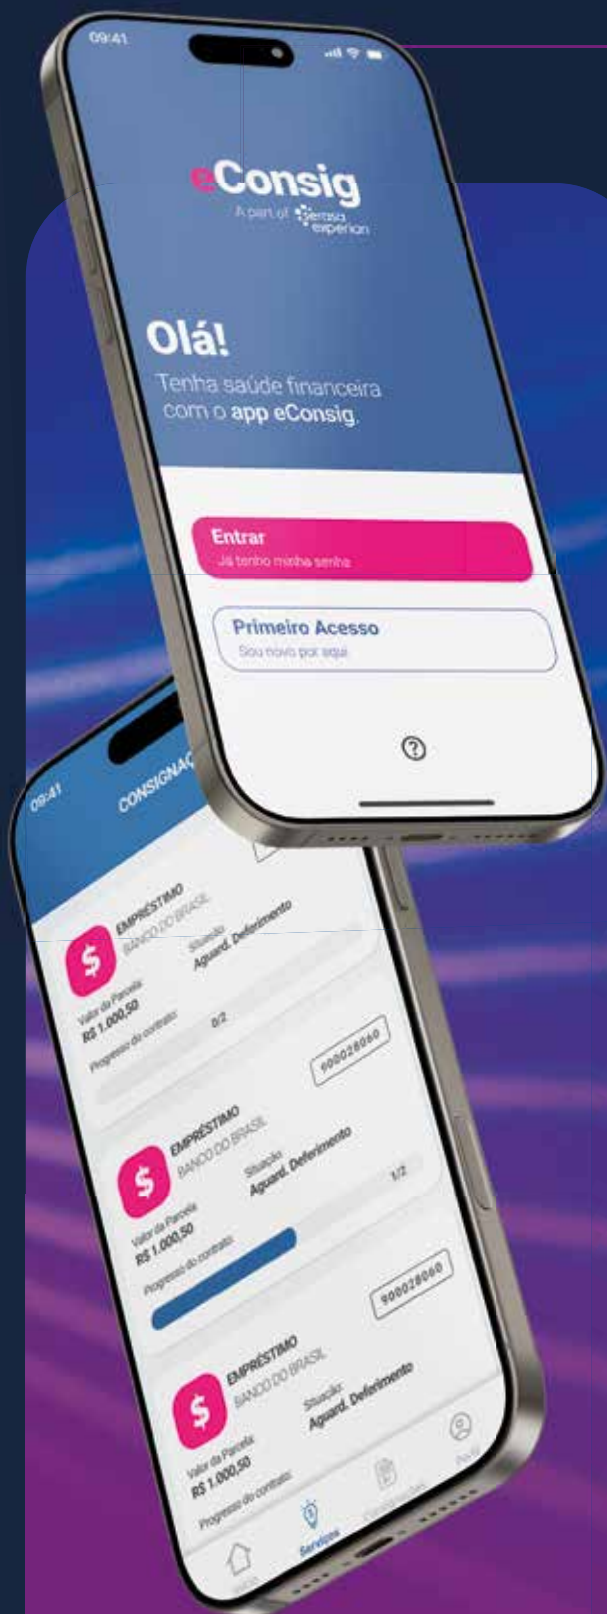 09:41
eConsig
A part of serasa
experian
Olá!
Tenha saúde financeira
com o app eConsig.
Entrar
Já tenho minha senha
Primeiro Acesso
Sou novo por aqui
09:41
CONSIGNAÇ
EMPRÉSTIMO
BANCO DO BRASIL
Valor da Parcela:
R$ 1.000,50
Situação:
Aguard. Deferimento
Progresso do contrato:
0/2
900028060
EMPRÉSTIMO
BANCO DO BRASIL
Valor da Parcela:
R$ 1.000,50
Situação:
Aguard. Deferimento
Progresso do contrato:
1/2
900028060
EMPRÉSTIMO
BANCO DO BRASIL
Valor da Parcela:
R$ 1.000,50
Situação:
Aguard. Deferimento
Progresso do contrato:
Início
Serviços
Perfil